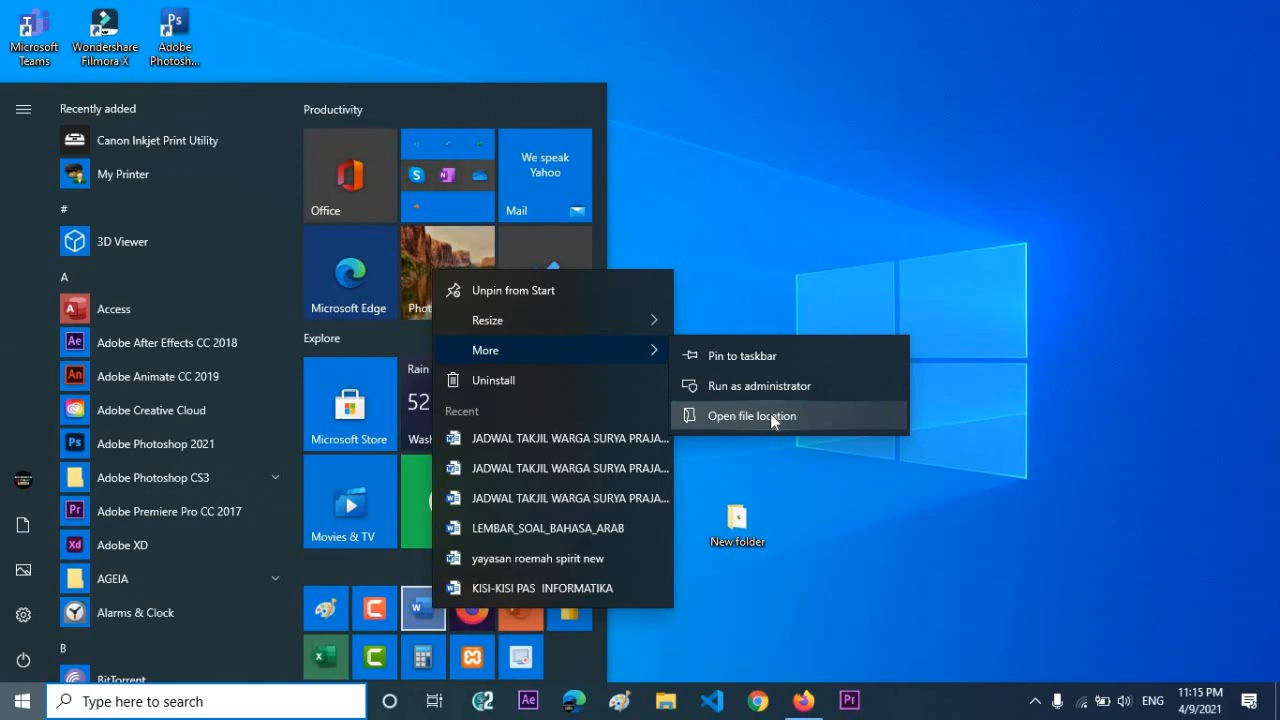 Microsoft
Teams
Wondershare
Filmora X
Adobe
Photosh...
Recently added
Canon Inkjet Print Utility
My Printer
#
3D Viewer
A
Access
Adobe After Effects CC 2018
Adobe Animate CC 2019
Adobe Creative Cloud
Adobe Photoshop 2021
Adobe Photoshop CS3
Adobe Premiere Pro CC 2017
Adobe XD
AGEIA
Alarms & Clock
B
BitTorrent
Productivity
Office
We speak
Yahoo
Mail
Microsoft Edge
Phot
Explore
Microsoft Store
Rain
52
Wash
Movies & TV
Unpin from Start
Resize
More
Uninstall
Recent
JADWAL TAKJIL WARGA SURYA PRAJA...
JADWAL TAKJIL WARGA SURYA PRAJA...
JADWAL TAKJIL WARGA SURYA PRAJA...
LEMBAR_SOAL_BAHASA_ARAB
yayasan roemah spirit new
KISI-KISI PAS  INFORMATIKA
Pin to taskbar
Run as administrator
Open file location
New folder
Type here to search
ENG
11:15 PM
4/9/2021